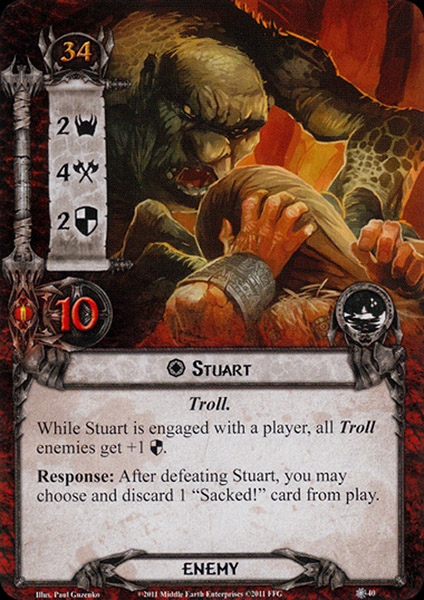 34
2
4
2
10
Stuart
Troll.
While Stuart is engaged with a player, all Troll
enemies get +1 .
Response: After defeating Stuart, you may
choose and discard 1 “Sacked!” card from play.
ENEMY
Illus. Paul Guzenko ©2011 Middle Earth Enterprises ©2011 FFG 40